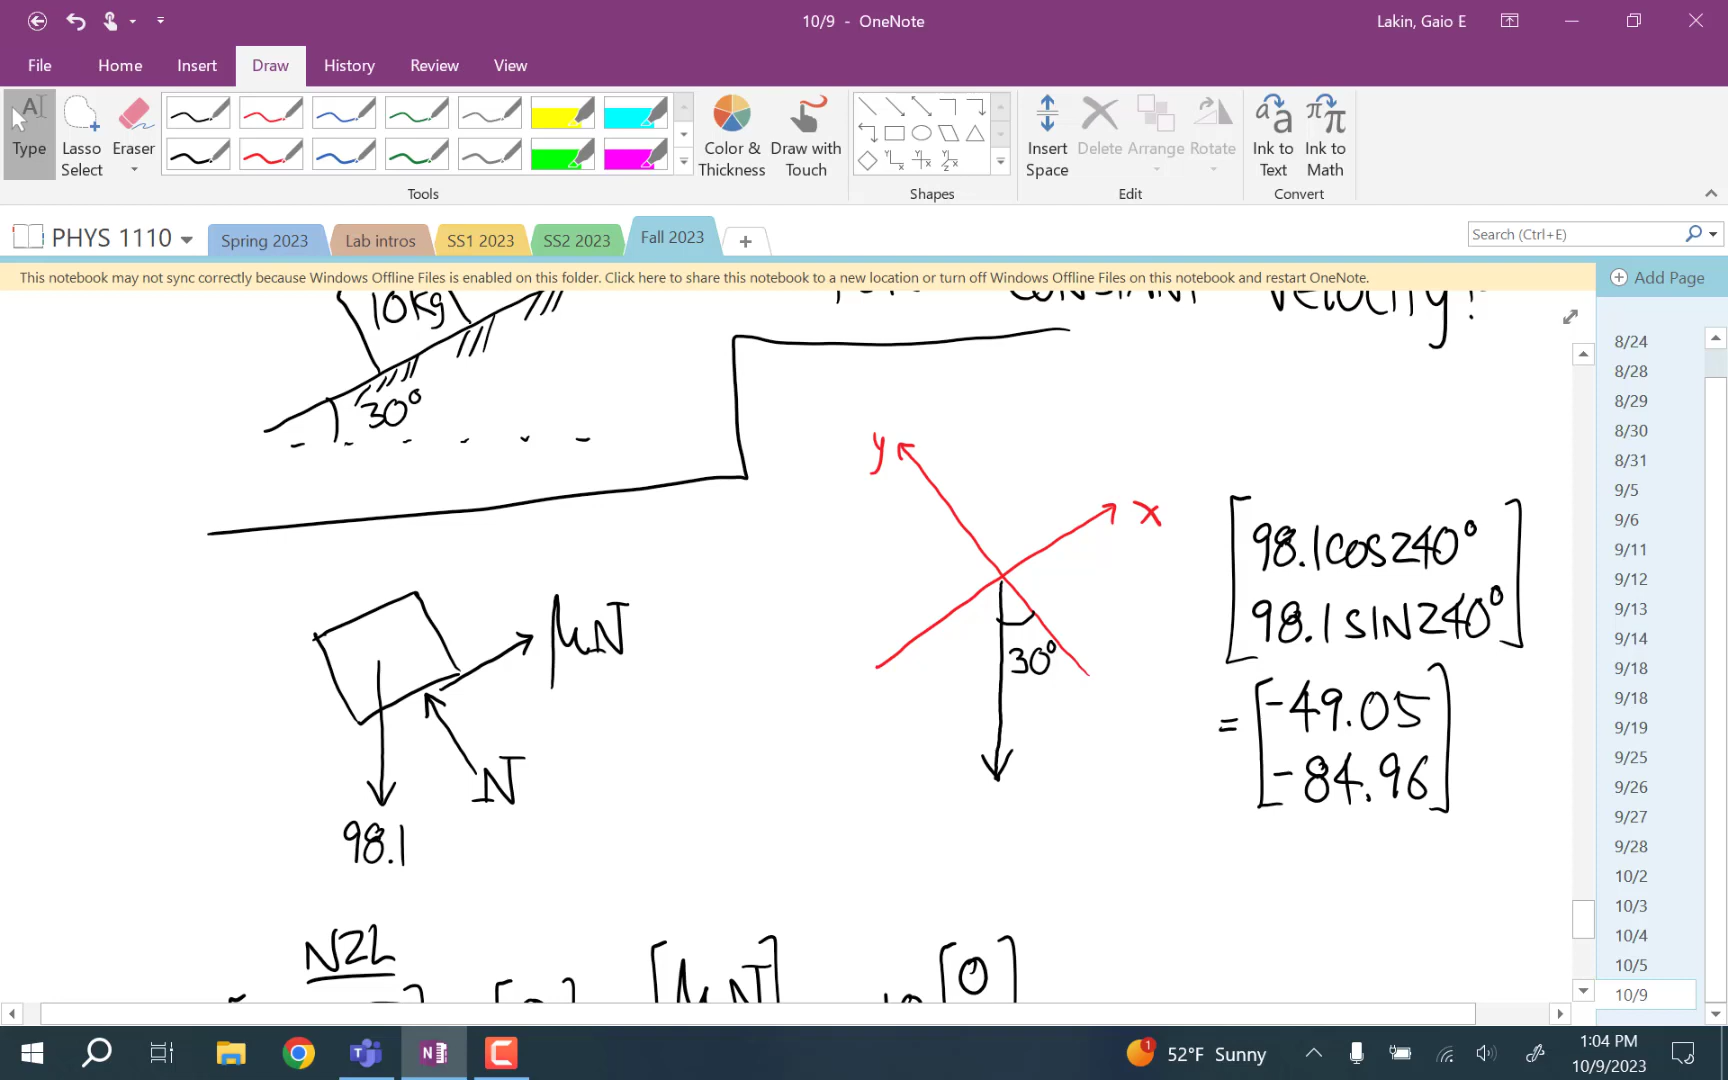 10/9 - OneNote
Lakin, Gaio E
File Home Insert Draw History Review View
Type
Lasso Select
Eraser
Color & Thickness
Draw with Touch
Insert Space
Delete
Arrange
Rotate
Ink to Text
Ink to Math
Tools
Shapes
Edit
Convert
PHYS 1110
Spring 2023
Lab intros
SS1 2023
SS2 2023
Fall 2023
Search (Ctrl+E)
This notebook may not sync correctly because Windows Offline Files is enabled on this folder. Click here to share this notebook to a new location or turn off Windows Offline Files on this notebook and restart OneNote.
Add Page
8/24
8/28
8/29
8/30
8/31
9/5
9/6
9/11
9/12
9/13
9/14
9/18
9/18
9/19
9/25
9/26
9/27
9/28
10/2
10/3
10/4
10/5
10/9
10kg
CONSTANT VELOCITY?
30°
y
x
30°
98.1cos240°
98.1SIN240°
= -49.05
-84.96
μN
N
98.1
N2L
μN
0
52°F Sunny
1:04 PM
10/9/2023